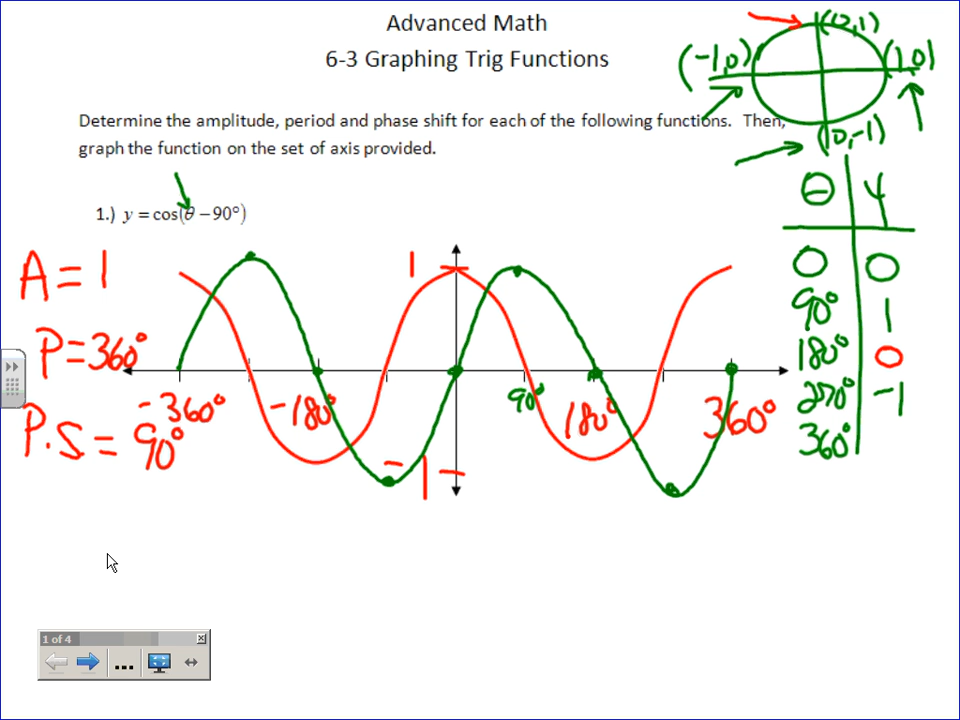 Advanced Math
6-3 Graphing Trig Functions
(0,1)
(-1,0)
(1,0)
(0,-1)
Determine the amplitude, period and phase shift for each of the following functions. Then,
graph the function on the set of axis provided.
1.) y = cos(θ – 90°)
θ y
0 0
90° 1
180° 0
270° -1
360°
A = 1
P = 360°
P.S. = 90°
1
-360° -180° 90° 180° 360°
-1
1 of 4